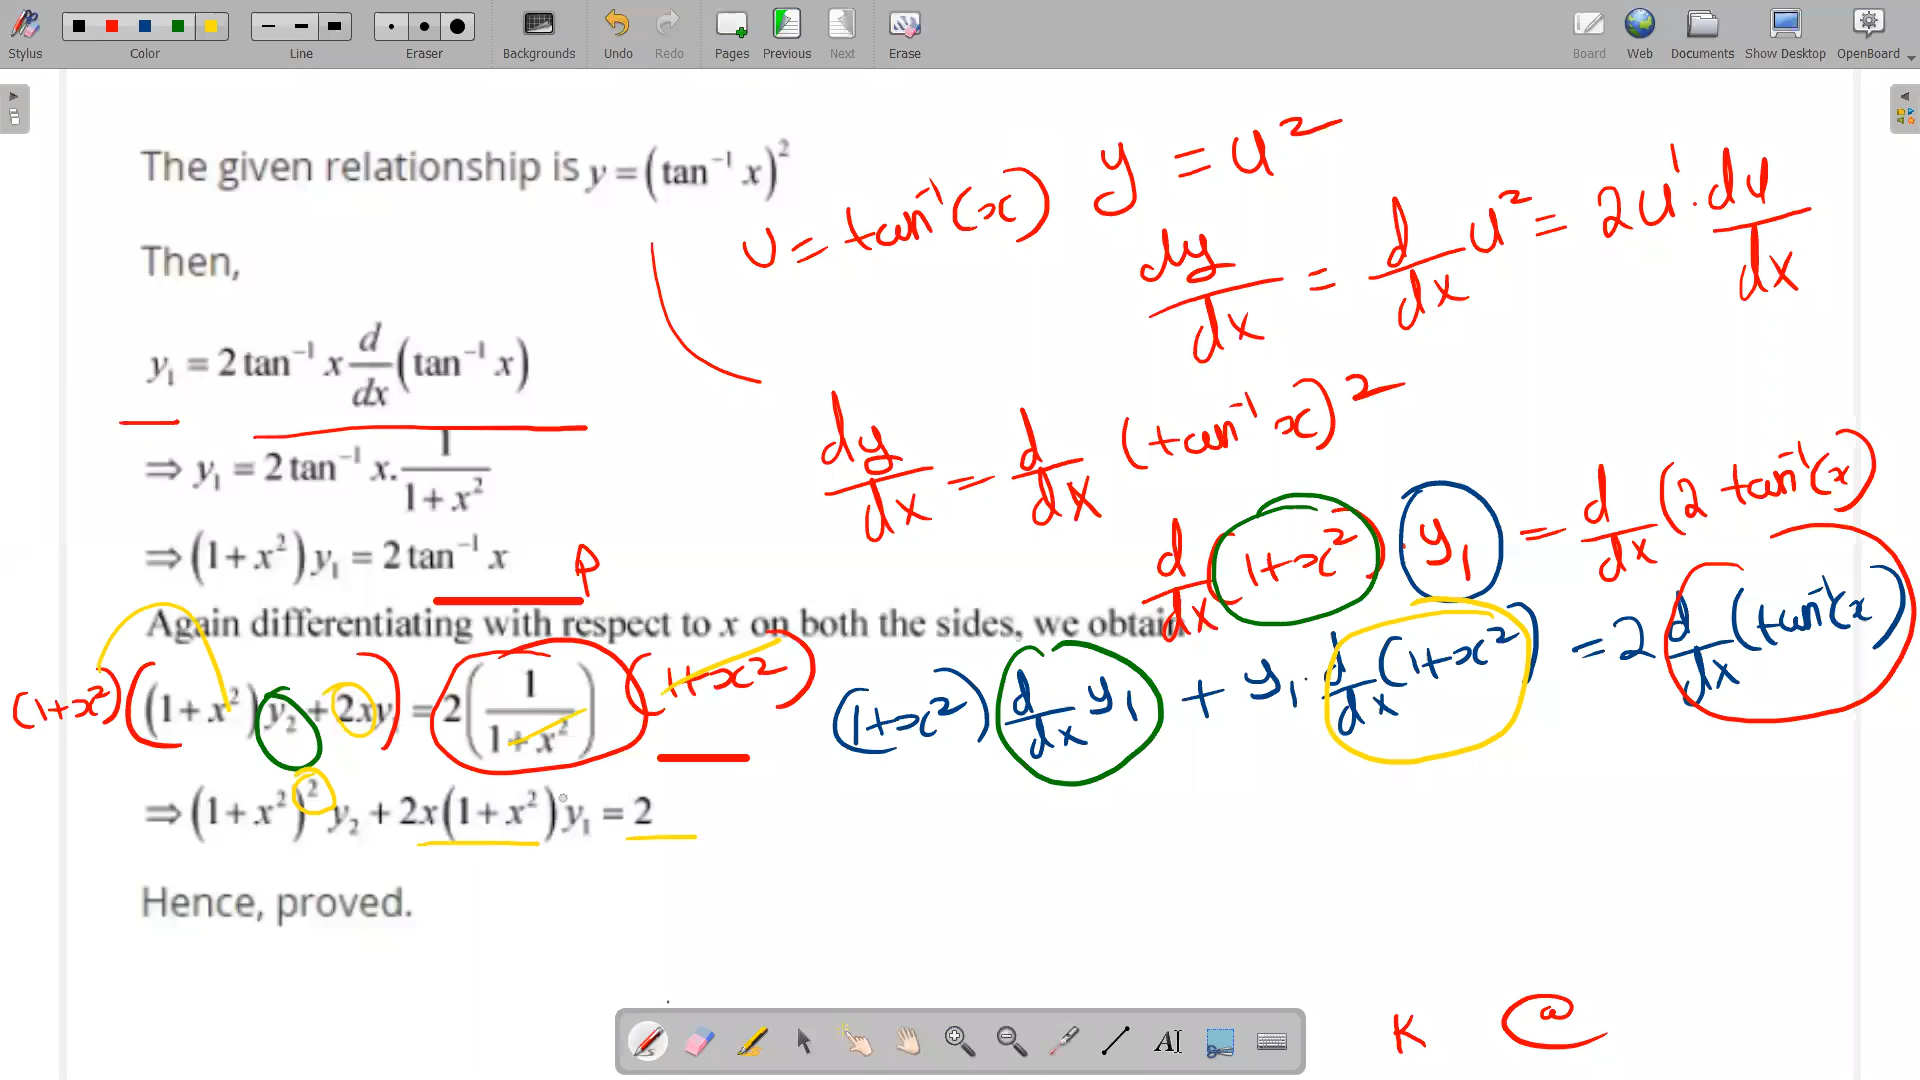 Stylus Color Line Eraser Backgrounds Undo Redo Pages Previous Next Erase Board Web Documents Show Desktop OpenBoard
The given relationship is y = (tan⁻¹ x)²
y = u²
u = tan⁻¹(x)
dy/dx = d/dx u² = 2u¹ · du/dx
Then,
y₁ = 2 tan⁻¹ x d/dx (tan⁻¹ x)
dy/dx = d/dx (tan⁻¹ x)²
⇒ y₁ = 2 tan⁻¹ x. 1/(1 + x²)
d/dx (1+x²) · y₁ = d/dx (2 tan⁻¹(x)
⇒ (1 + x²) y₁ = 2 tan⁻¹ x
Again differentiating with respect to x on both the sides, we obtain
(1+x²) ((1 + x²) y₂ + 2xy₁) = 2 (1/(1 + x²)) (1+x²)
(1+x²) d/dx y₁ + y₁ · d/dx (1+x²) = 2 d/dx (tan⁻¹(x)
⇒ (1 + x²)² y₂ + 2x(1 + x²) y₁ = 2
Hence, proved.
K @
AI